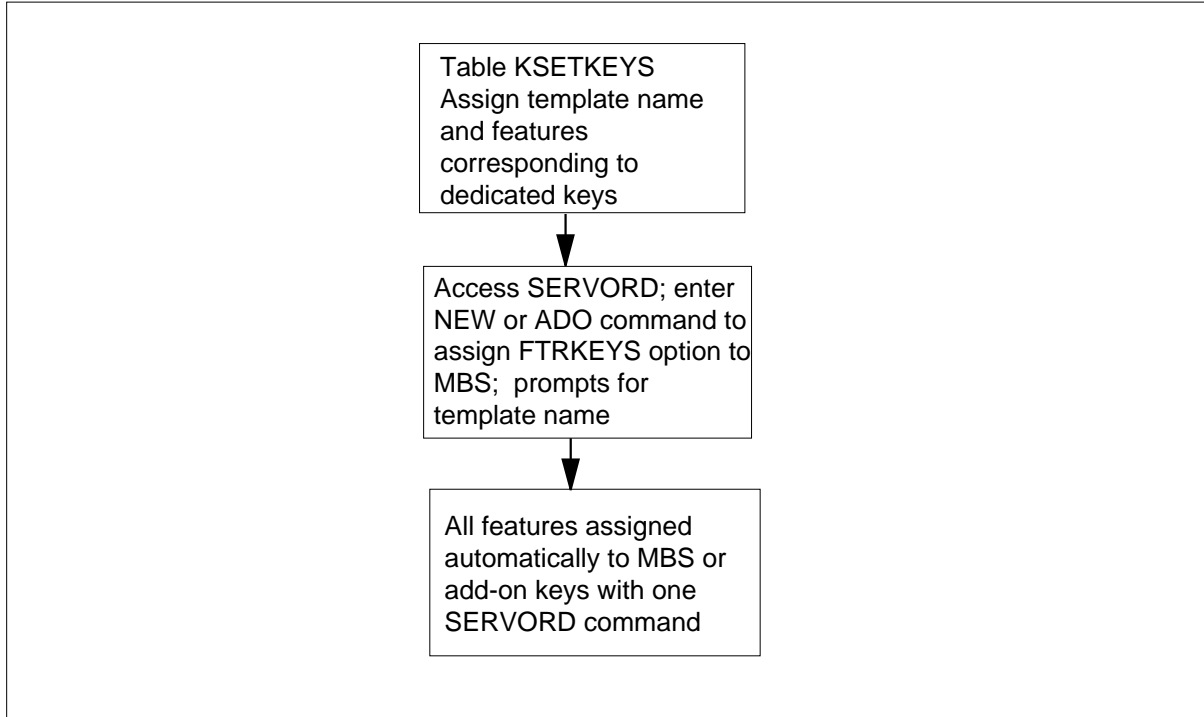 Table KSETKEYS
Assign template name
and features
corresponding to
dedicated keys
Access SERVORD; enter
NEW or ADO command to
assign FTRKEYS option to
MBS;  prompts for
template name
All features assigned
automatically to MBS or
add-on keys with one
SERVORD command